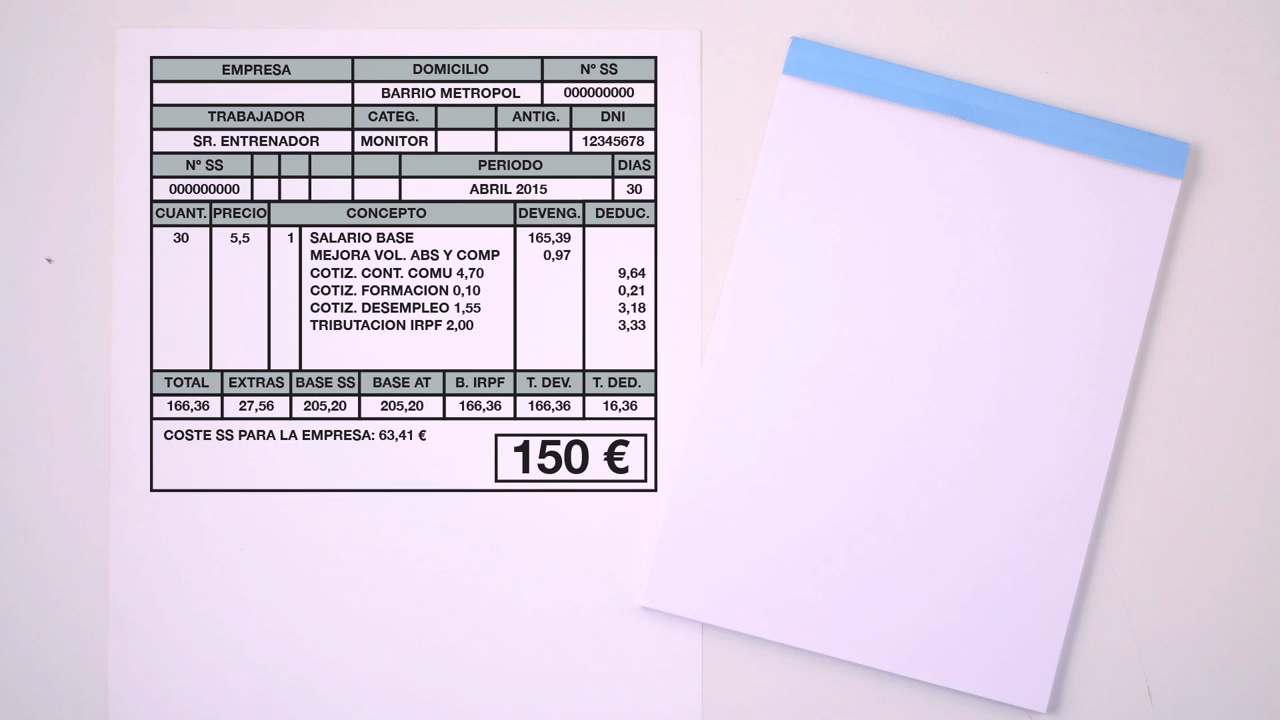 EMPRESA DOMICILIO Nº SS
BARRIO METROPOL 000000000
TRABAJADOR CATEG. ANTIG. DNI
SR. ENTRENADOR MONITOR 12345678
Nº SS PERIODO DIAS
000000000 ABRIL 2015 30
CUANT. PRECIO CONCEPTO DEVENG. DEDUC.
30 5,5 1 SALARIO BASE 165,39
MEJORA VOL. ABS Y COMP 0,97
COTIZ. CONT. COMU 4,70 9,64
COTIZ. FORMACION 0,10 0,21
COTIZ. DESEMPLEO 1,55 3,18
TRIBUTACION IRPF 2,00 3,33
TOTAL EXTRAS BASE SS BASE AT B. IRPF T. DEV. T. DED.
166,36 27,56 205,20 205,20 166,36 166,36 16,36
COSTE SS PARA LA EMPRESA: 63,41 €
150 €